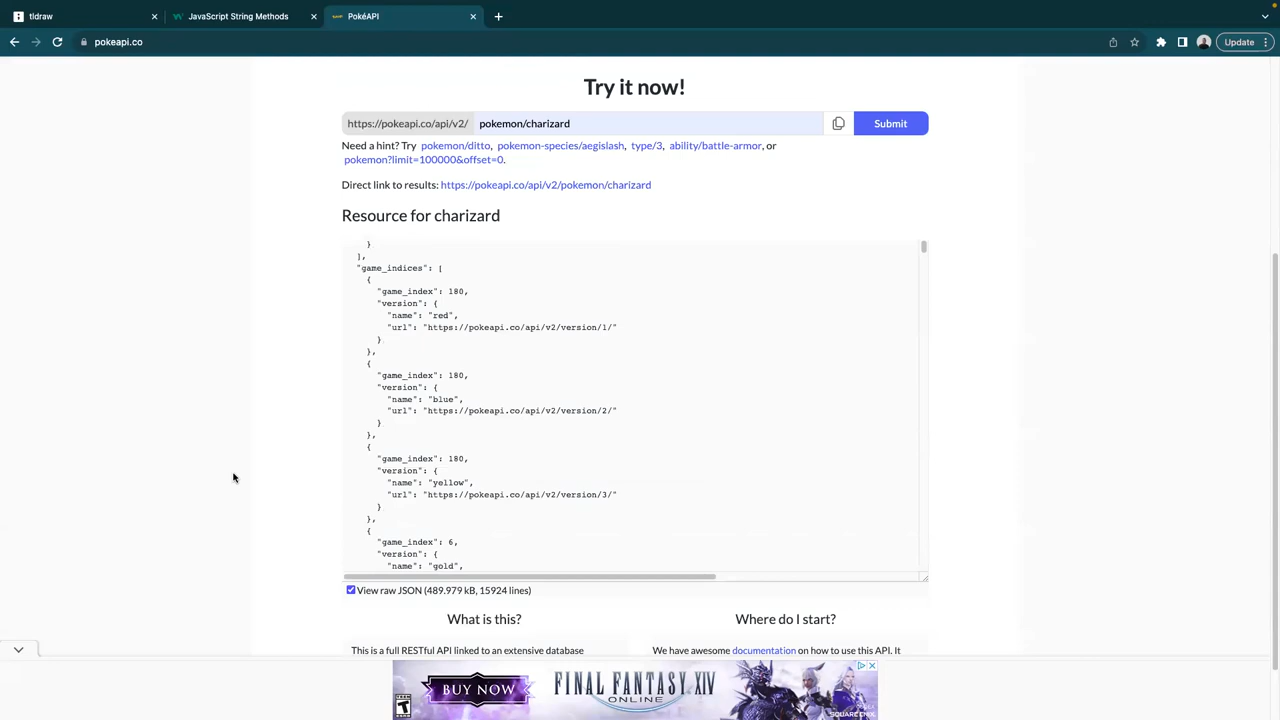 tldraw
JavaScript String Methods
PokéAPI
pokeapi.co
Update
Try it now!
https://pokeapi.co/api/v2/ pokemon/charizard
Submit
Need a hint? Try pokemon/ditto, pokemon-species/aegislash, type/3, ability/battle-armor, or
pokemon?limit=100000&offset=0.
Direct link to results: https://pokeapi.co/api/v2/pokemon/charizard
Resource for charizard
}
],
"game_indices": [
{
"game_index": 180,
"version": {
"name": "red",
"url": "https://pokeapi.co/api/v2/version/1/"
}
},
{
"game_index": 180,
"version": {
"name": "blue",
"url": "https://pokeapi.co/api/v2/version/2/"
}
},
{
"game_index": 180,
"version": {
"name": "yellow",
"url": "https://pokeapi.co/api/v2/version/3/"
}
},
{
"game_index": 6,
"version": {
"name": "gold",
View raw JSON (489.979 kB, 15924 lines)
What is this?
Where do I start?
This is a full RESTful API linked to an extensive database
We have awesome documentation on how to use this API. It
BUY NOW
FINAL FANTASY XIV
ONLINE
T
SQUARE ENIX